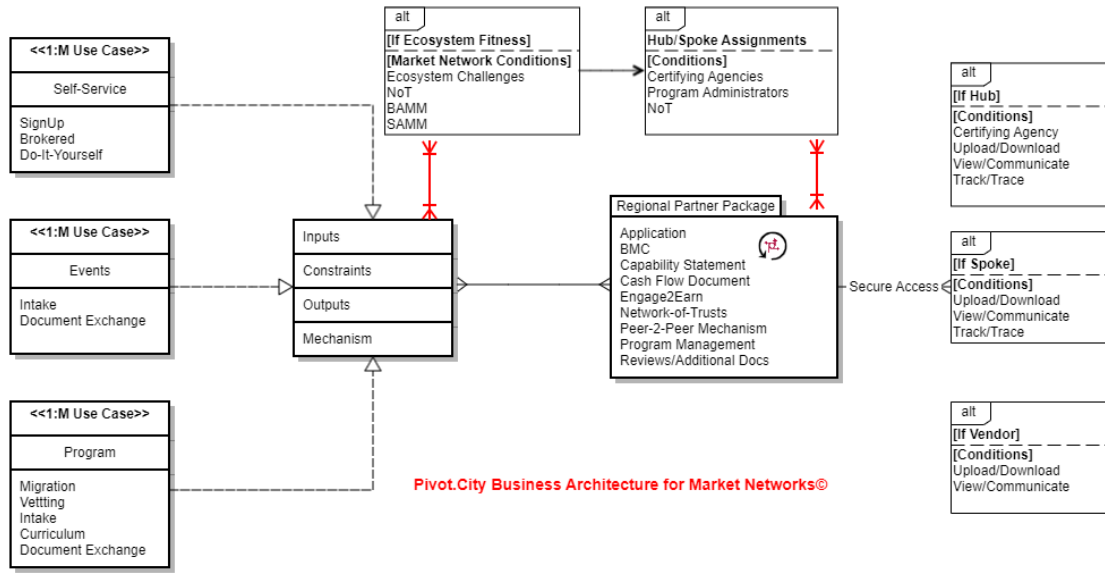 <<1:M Use Case>>
Self-Service
SignUp
Brokered
Do-It-Yourself
<<1:M Use Case>>
Events
Intake
Document Exchange
<<1:M Use Case>>
Program
Migration
Vettting
Intake
Curriculum
Document Exchange
alt
[If Ecosystem Fitness]
[Market Network Conditions]
Ecosystem Challenges
NoT
BAMM
SAMM
alt
Hub/Spoke Assignments
[Conditions]
Certifying Agencies
Program Administrators
NoT
Inputs
Constraints
Outputs
Mechanism
Regional Partner Package
Application
BMC
Capability Statement
Cash Flow Document
Engage2Earn
Network-of-Trusts
Peer-2-Peer Mechanism
Program Management
Reviews/Additional Docs
Secure Access
alt
[If Hub]
[Conditions]
Certifying Agency
Upload/Download
View/Communicate
Track/Trace
alt
[If Spoke]
[Conditions]
Upload/Download
View/Communicate
Track/Trace
alt
[If Vendor]
[Conditions]
Upload/Download
View/Communicate
Pivot.City Business Architecture for Market Networks©